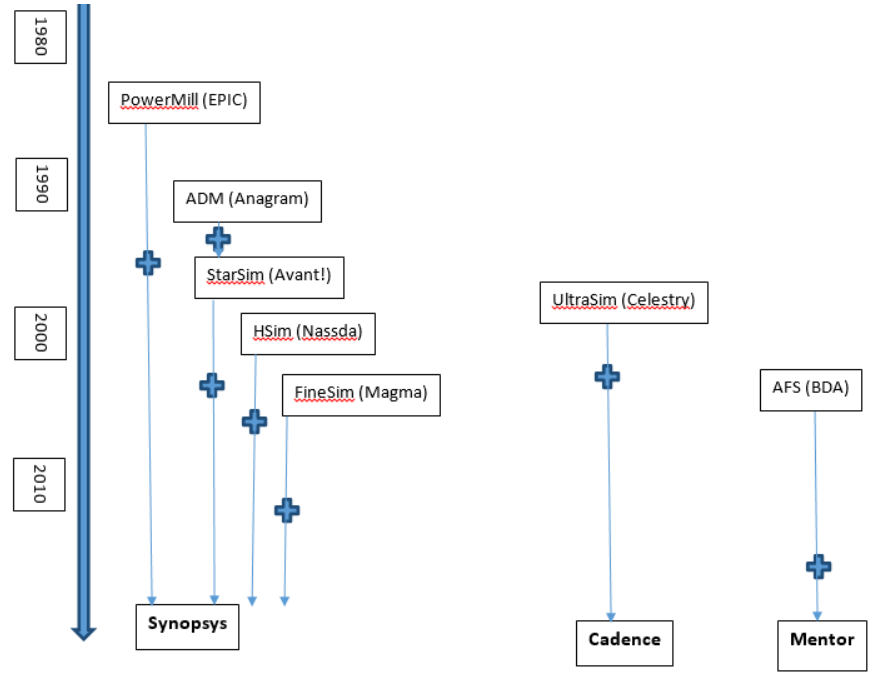 1980
PowerMill (EPIC)
1990
ADM (Anagram)
StarSim (Avant!)
UltraSim (Celestry)
2000
HSim (Nassda)
FineSim (Magma)
AFS (BDA)
2010
Synopsys
Cadence
Mentor